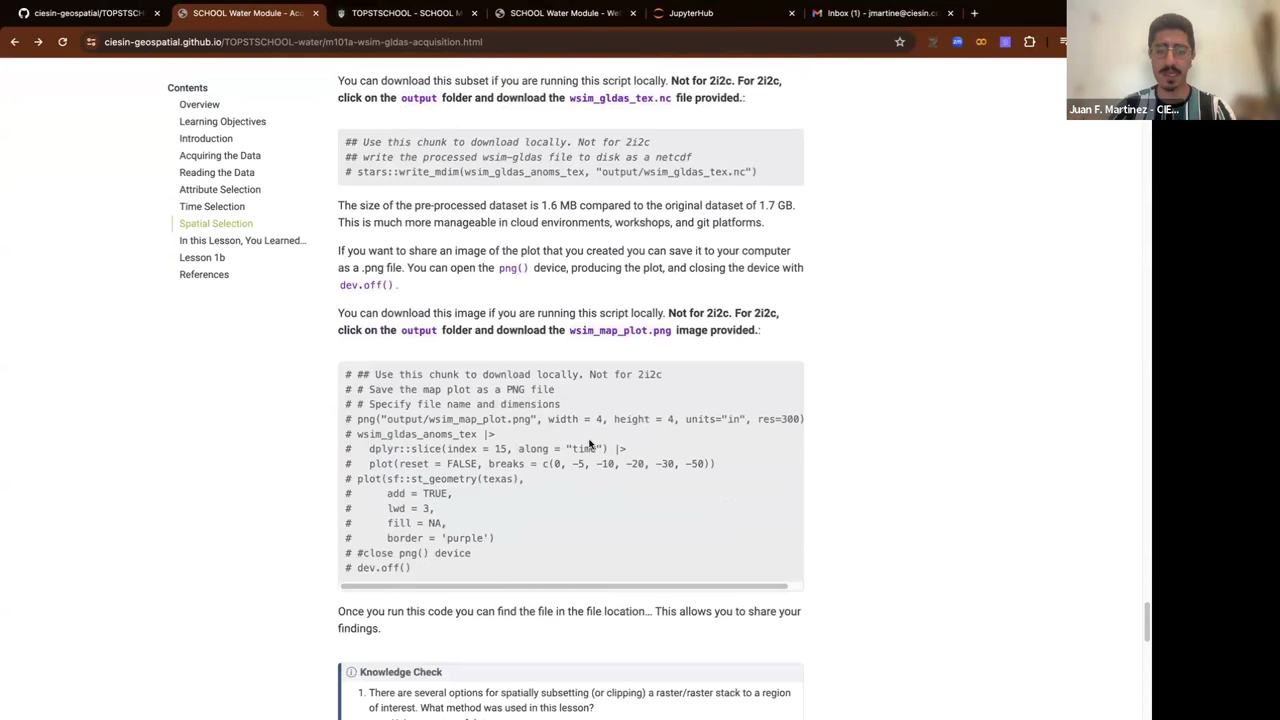 ciesin-geospatial/TOPSTSCH
SCHOOL Water Module - Acq
TOPSTSCHOOL - SCHOOL M
SCHOOL Water Module - Wel
JupyterHub
Inbox (1) - jmartine@ciesin.co
ciesin-geospatial.github.io/TOPSTSCHOOL-water/m101a-wsim-gldas-acquisition.html
Juan F. Martinez - CIE...
Contents
Overview
Learning Objectives
Introduction
Acquiring the Data
Reading the Data
Attribute Selection
Time Selection
Spatial Selection
In this Lesson, You Learned...
Lesson 1b
References
You can download this subset if you are running this script locally. Not for 2i2c. For 2i2c,
click on the output folder and download the wsim_gldas_tex.nc file provided.:
## Use this chunk to download locally. Not for 2i2c
## write the processed wsim-gldas file to disk as a netcdf
# stars::write_mdim(wsim_gldas_anoms_tex, "output/wsim_gldas_tex.nc")
The size of the pre-processed dataset is 1.6 MB compared to the original dataset of 1.7 GB.
This is much more manageable in cloud environments, workshops, and git platforms.
If you want to share an image of the plot that you created you can save it to your computer
as a .png file. You can open the png() device, producing the plot, and closing the device with
dev.off().
You can download this image if you are running this script locally. Not for 2i2c. For 2i2c,
click on the output folder and download the wsim_map_plot.png image provided.:
# ## Use this chunk to download locally. Not for 2i2c
# # Save the map plot as a PNG file
# # Specify file name and dimensions
# png("output/wsim_map_plot.png", width = 4, height = 4, units="in", res=300)
# wsim_gldas_anoms_tex |>
#   dplyr::slice(index = 15, along = "time") |>
#   plot(reset = FALSE, breaks = c(0, -5, -10, -20, -30, -50))
# plot(sf::st_geometry(texas),
#      add = TRUE,
#      lwd = 3,
#      fill = NA,
#      border = 'purple')
# #close png() device
# dev.off()
Once you run this code you can find the file in the file location... This allows you to share your
findings.
Knowledge Check
1. There are several options for spatially subsetting (or clipping) a raster/raster stack to a region
of interest. What method was used in this lesson?